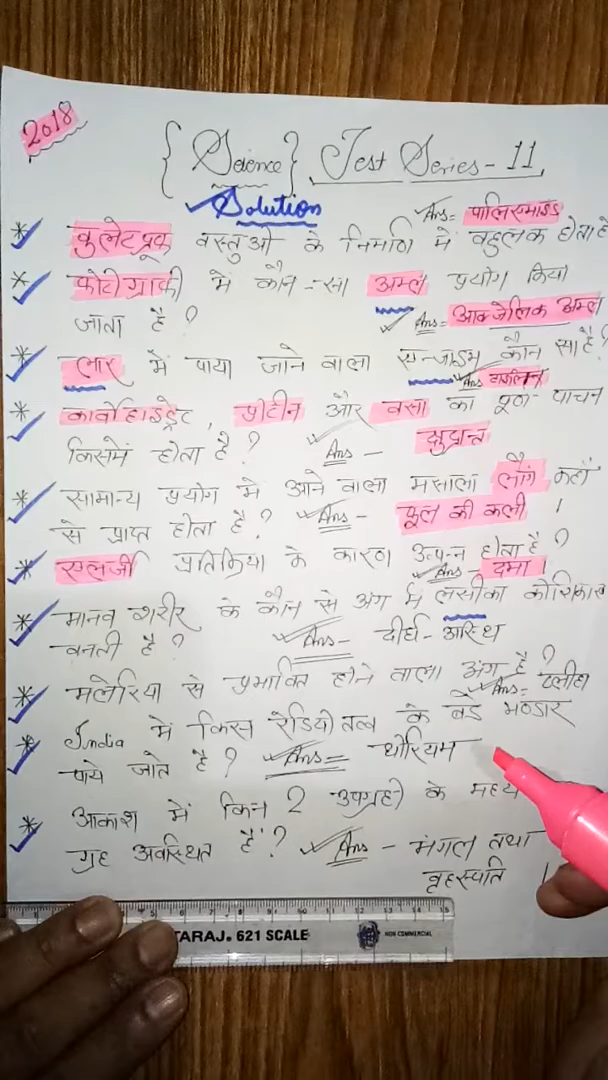 2018
{Science} Test Series - 11
Solution
Ans= पालिस्माइड
* बुलेटप्रूफ वस्तुओ के निर्माण में बहुलक होता है
* फोटोग्राफी में कौन-सा अम्ल प्रयोग किया
जाता है ? Ans= आक्जेलिक अम्ल
* लार में पाया जाने वाला एन्जाइम कौन सा है?
Ans
* कार्बोहाइड्रेट, प्रोटीन और वसा का पूर्ण पाचन
किसमें होता है? Ans - क्षुद्रान्त्र
* सामान्य प्रयोग में आने वाला मसाला लौंग कहाँ
से प्राप्त होता है? Ans - फूल की कली ।
* एलर्जी प्रतिक्रिया के कारण उत्पन्न होता है ?
Ans - दमा ।
* मानव शरीर के कौन से अंग में लसीका कोशिकाएं
बनती है ? Ans - दीर्घ-अस्थि
* मलेरिया से प्रभावित होने वाला अंग है ?
Ans= प्लीहा
* India में किस रेडियो तत्व के बड़े भण्डार
पाये जाते है ? Ans= थोरियम
* आकाश में किन 2 उपग्रहो के मध्य
ग्रह अवस्थित है ? Ans - मंगल तथा
बृहस्पति ।
TARAJ. 621 SCALE
NON-COMMERCIAL